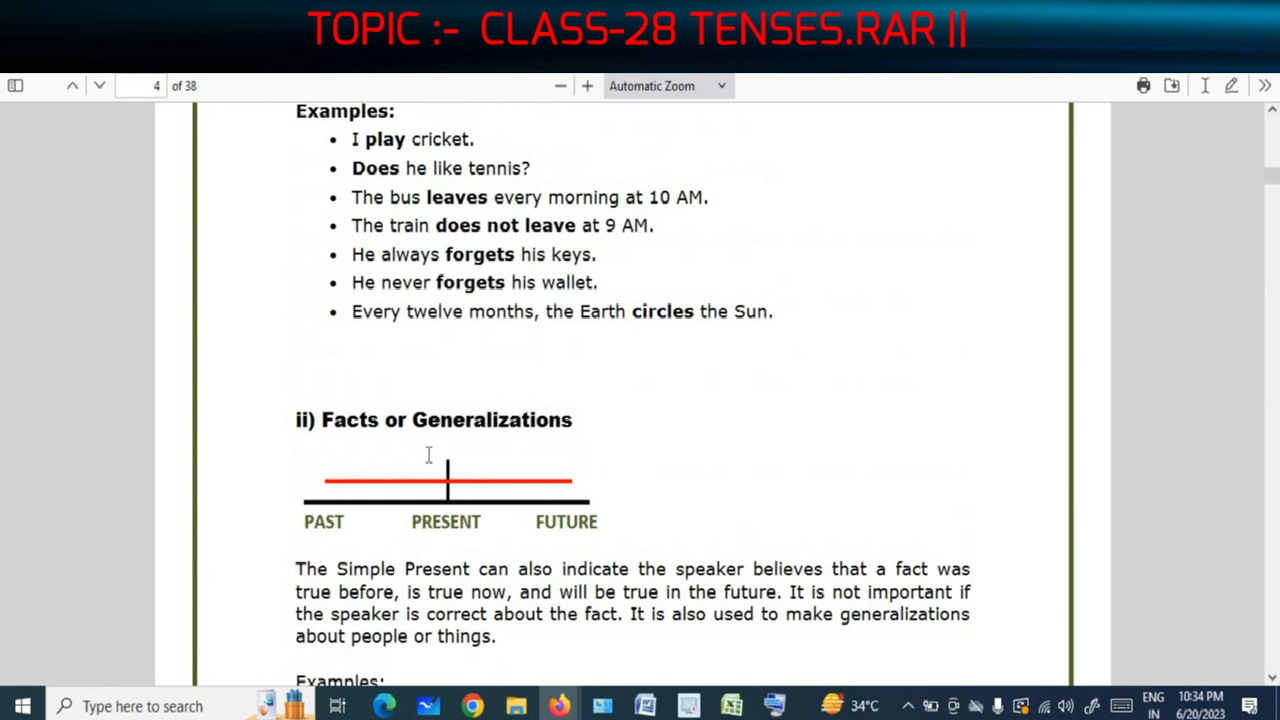 TOPIC :- CLASS-28 TENSES.RAR ||
4 of 38
Automatic Zoom
Examples:
• I play cricket.
• Does he like tennis?
• The bus leaves every morning at 10 AM.
• The train does not leave at 9 AM.
• He always forgets his keys.
• He never forgets his wallet.
• Every twelve months, the Earth circles the Sun.
ii) Facts or Generalizations
PAST PRESENT FUTURE
The Simple Present can also indicate the speaker believes that a fact was
true before, is true now, and will be true in the future. It is not important if
the speaker is correct about the fact. It is also used to make generalizations
about people or things.
Examples:
Type here to search
34°C
ENG
IN
10:34 PM
6/20/2023